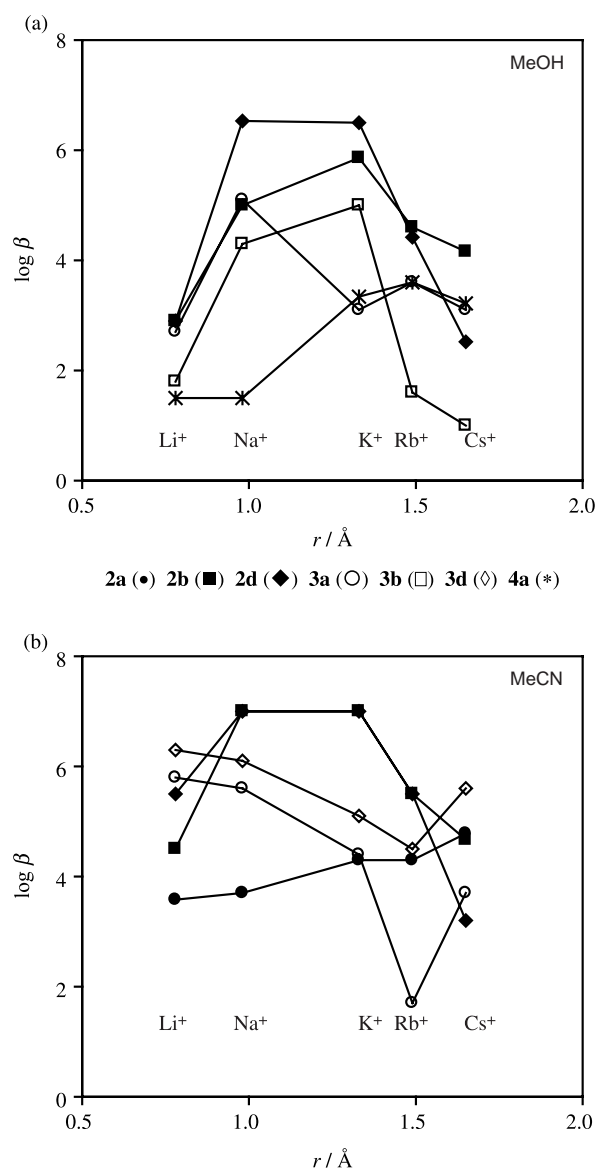 (a)
8
MeOH
6
4
2
0
log β
Li⁺ Na⁺ K⁺ Rb⁺ Cs⁺
0.5 1.0 1.5 2.0
r / Å
2a (●) 2b (■) 2d (◆) 3a (○) 3b (□) 3d (◊) 4a (*)
(b)
8
MeCN
6
4
2
0
log β
Li⁺ Na⁺ K⁺ Rb⁺ Cs⁺
0.5 1.0 1.5 2.0
r / Å